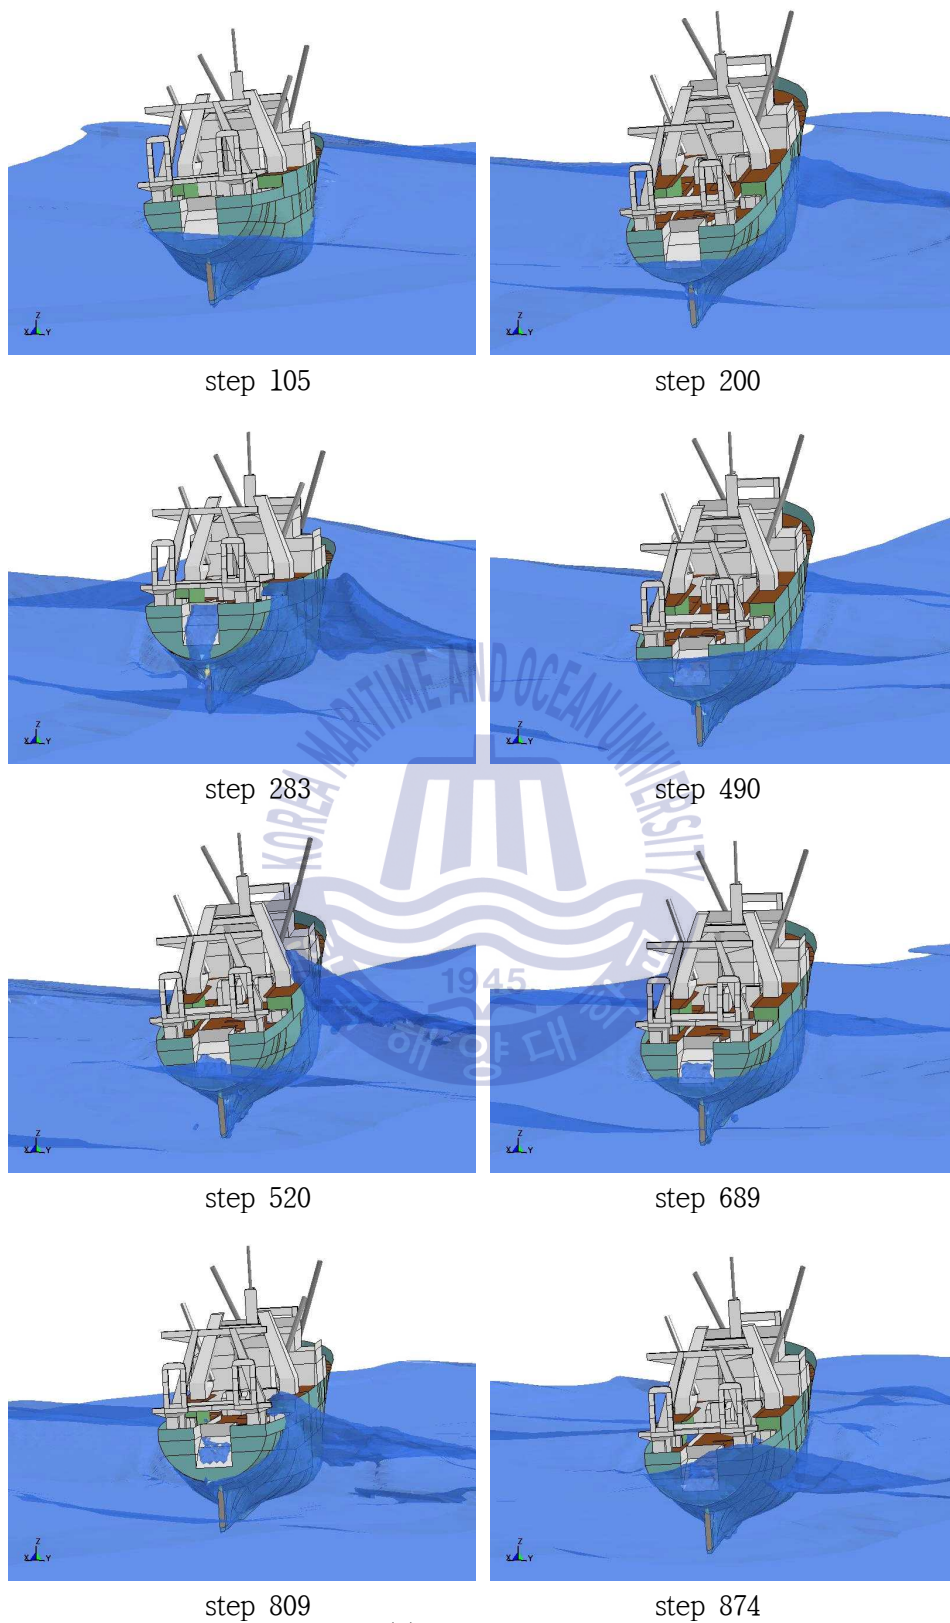 Z
X Y
Z
X Y
step 105
step 200
Z
X Y
Z
X Y
step 283
step 490
KOREA MARITIME AND OCEAN UNIVERSITY
1945
해양대
Z
X Y
Z
X Y
step 520
step 689
Z
X Y
Z
X Y
step 809
step 874